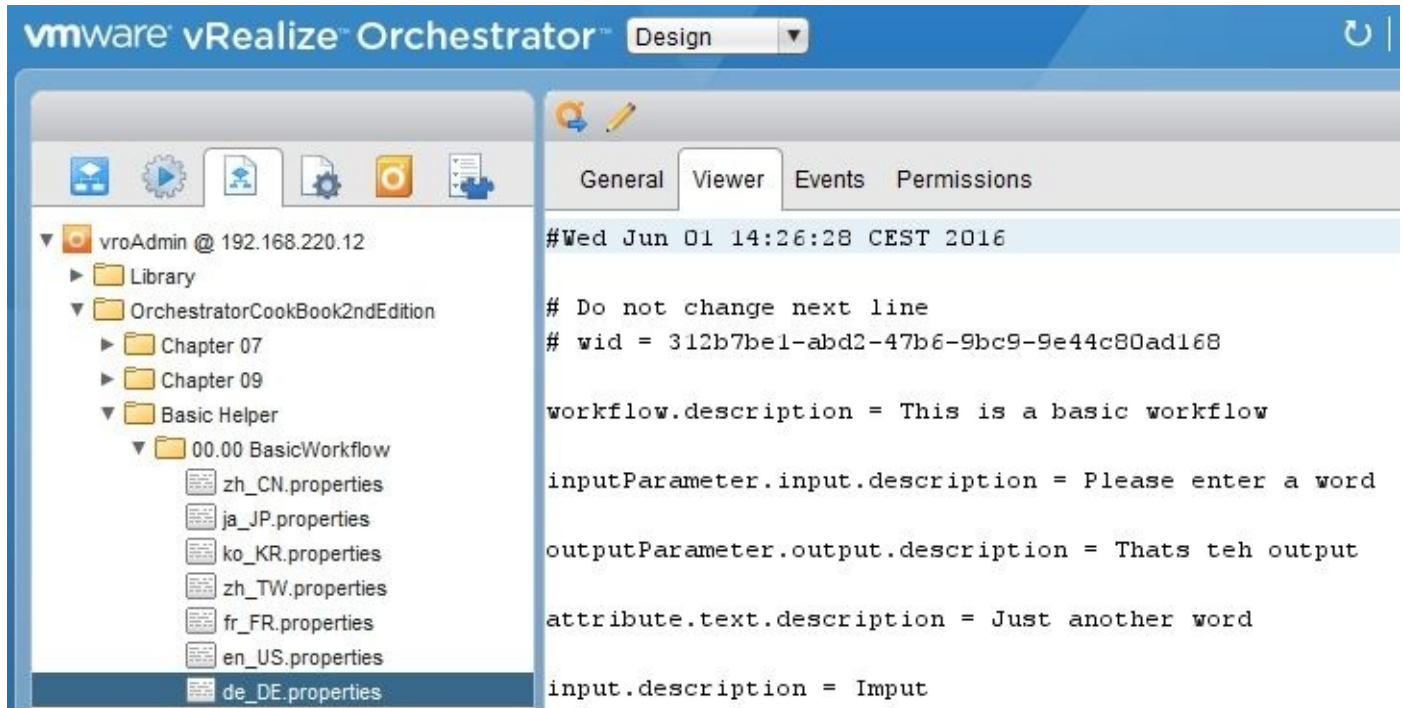 vmware vRealize™ Orchestrator™ Design
General Viewer Events Permissions
vroAdmin @ 192.168.220.12
Library
OrchestratorCookBook2ndEdition
Chapter 07
Chapter 09
Basic Helper
00.00 BasicWorkflow
zh_CN.properties
ja_JP.properties
ko_KR.properties
zh_TW.properties
fr_FR.properties
en_US.properties
de_DE.properties
#Wed Jun 01 14:26:28 CEST 2016
# Do not change next line
# wid = 312b7be1-abd2-47b6-9bc9-9e44c80ad168
workflow.description = This is a basic workflow
inputParameter.input.description = Please enter a word
outputParameter.output.description = Thats teh output
attribute.text.description = Just another word
input.description = Imput